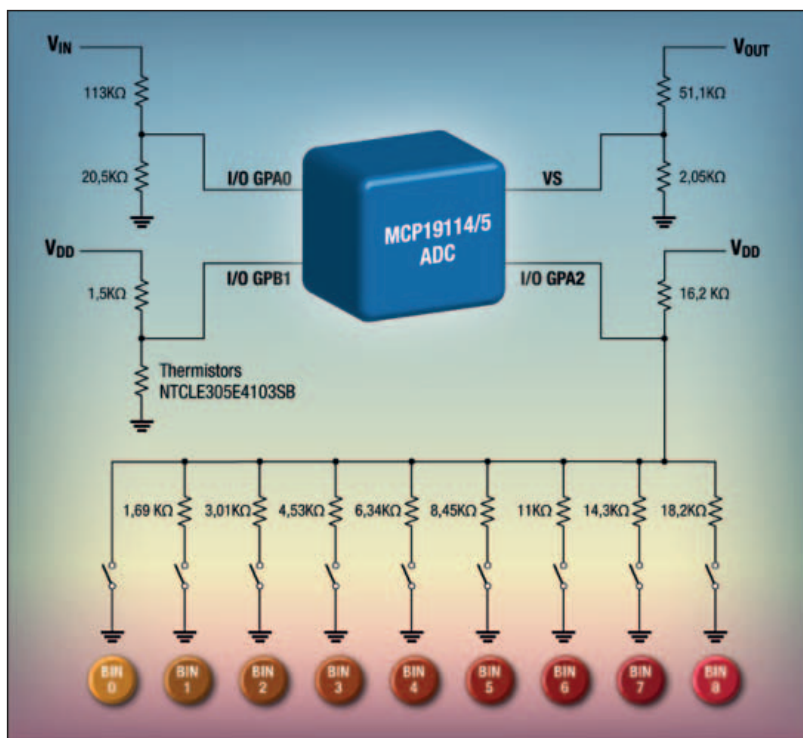 VIN
VOUT
113KΩ
51,1KΩ
20,5KΩ
I/O GPA0
VS
2,05KΩ
MCP19114/5
ADC
VDD
VDD
I/O GPB1
I/O GPA2
1,5KΩ
16,2 KΩ
Thermistors
NTCLE305E4103SB
1,69 KΩ
3,01KΩ
4,53KΩ
6,34KΩ
8,45KΩ
11KΩ
14,3KΩ
18,2KΩ
BIN
0
BIN
1
BIN
2
BIN
3
BIN
4
BIN
5
BIN
6
BIN
7
BIN
8